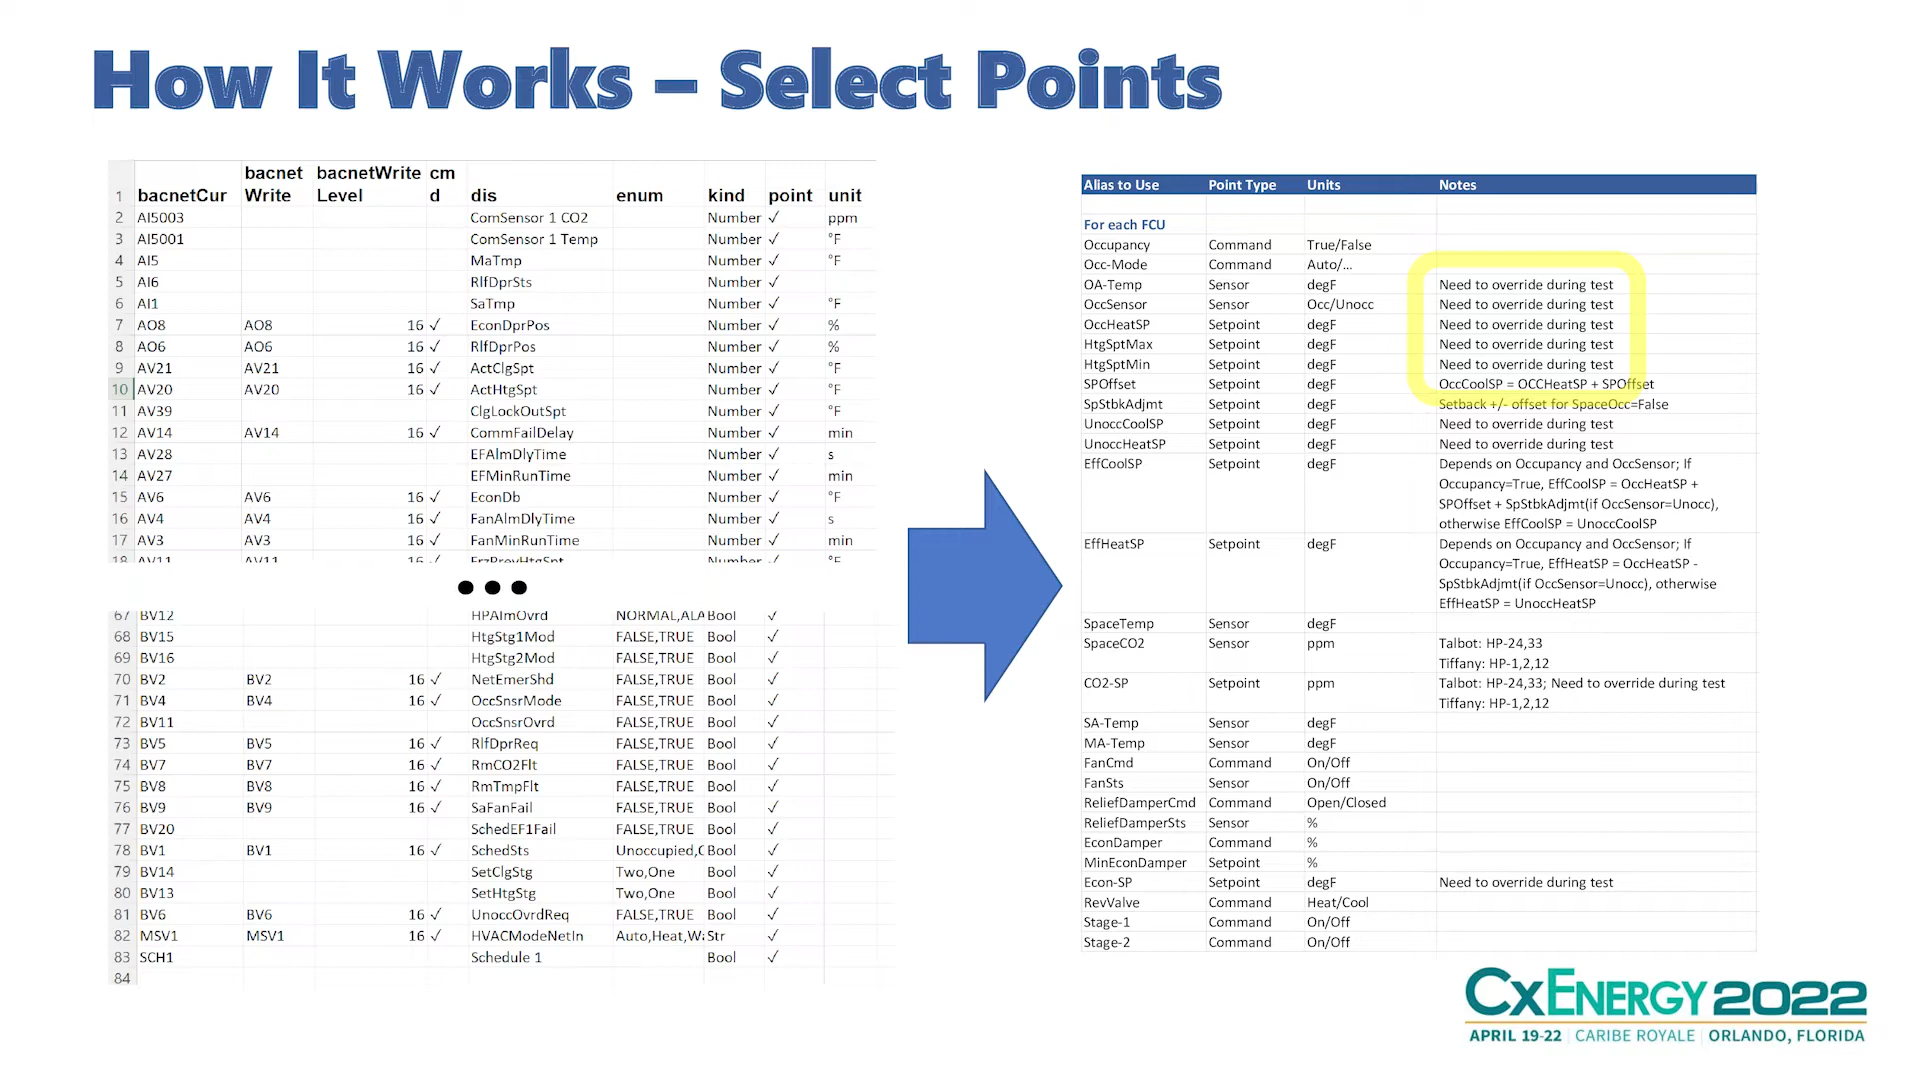 How It Works – Select Points
bacnet bacnetWrite cm
1 bacnetCur Write Level d dis enum kind point unit
2 AI5003 ComSensor 1 CO2 Number ✓ ppm
3 AI5001 ComSensor 1 Temp Number ✓ °F
4 AI5 MaTmp Number ✓ °F
5 AI6 RlfDprSts Number ✓
6 AI1 SaTmp Number ✓ °F
7 AO8 AO8 16 ✓ EconDprPos Number ✓ %
8 AO6 AO6 16 ✓ RlfDprPos Number ✓ %
9 AV21 AV21 16 ✓ ActClgSpt Number ✓ °F
10 AV20 AV20 16 ✓ ActHtgSpt Number ✓ °F
11 AV39 ClgLockOutSpt Number ✓ °F
12 AV14 AV14 16 ✓ CommFailDelay Number ✓ min
13 AV28 EFAlmDlyTime Number ✓ s
14 AV27 EFMinRunTime Number ✓ min
15 AV6 AV6 16 ✓ EconDb Number ✓ °F
16 AV4 AV4 16 ✓ FanAlmDlyTime Number ✓ s
17 AV3 AV3 16 ✓ FanMinRunTime Number ✓ min
18 AV11 AV11 16 ✓ FrzPrevHtgSpt Number ✓ °F
67 BV12 HPAlmOvrd NORMAL,ALA Bool ✓
68 BV15 HtgStg1Mod FALSE,TRUE Bool ✓
69 BV16 HtgStg2Mod FALSE,TRUE Bool ✓
70 BV2 BV2 16 ✓ NetEmerShd FALSE,TRUE Bool ✓
71 BV4 BV4 16 ✓ OccSnsrMode FALSE,TRUE Bool ✓
72 BV11 OccSnsrOvrd FALSE,TRUE Bool ✓
73 BV5 BV5 16 ✓ RlfDprReq FALSE,TRUE Bool ✓
74 BV7 BV7 16 ✓ RmCO2Flt FALSE,TRUE Bool ✓
75 BV8 BV8 16 ✓ RmTmpFlt FALSE,TRUE Bool ✓
76 BV9 BV9 16 ✓ SaFanFail FALSE,TRUE Bool ✓
77 BV20 SchedEF1Fail FALSE,TRUE Bool ✓
78 BV1 BV1 16 ✓ SchedSts Unoccupied,C Bool ✓
79 BV14 SetClgStg Two,One Bool ✓
80 BV13 SetHtgStg Two,One Bool ✓
81 BV6 BV6 16 ✓ UnoccOvrdReq FALSE,TRUE Bool ✓
82 MSV1 MSV1 16 ✓ HVACModeNetIn Auto,Heat,Wa Str ✓
83 SCH1 Schedule 1 Bool ✓
84
Alias to Use Point Type Units Notes
For each FCU
Occupancy Command True/False
Occ-Mode Command Auto/...
OA-Temp Sensor degF Need to override during test
OccSensor Sensor Occ/Unocc Need to override during test
OccHeatSP Setpoint degF Need to override during test
HtgSptMax Setpoint degF Need to override during test
HtgSptMin Setpoint degF Need to override during test
SPOffset Setpoint degF OccCoolSP = OCCHeatSP + SPOffset
SpStbkAdjmt Setpoint degF Setback +/- offset for SpaceOcc=False
UnoccCoolSP Setpoint degF Need to override during test
UnoccHeatSP Setpoint degF Need to override during test
EffCoolSP Setpoint degF Depends on Occupancy and OccSensor; If
Occupancy=True, EffCoolSP = OccHeatSP +
SPOffset + SpStbkAdjmt(if OccSensor=Unocc),
otherwise EffCoolSP = UnoccCoolSP
EffHeatSP Setpoint degF Depends on Occupancy and OccSensor; If
Occupancy=True, EffHeatSP = OccHeatSP -
SpStbkAdjmt(if OccSensor=Unocc), otherwise
EffHeatSP = UnoccHeatSP
SpaceTemp Sensor degF
SpaceCO2 Sensor ppm Talbot: HP-24,33
Tiffany: HP-1,2,12
CO2-SP Setpoint ppm Talbot: HP-24,33; Need to override during test
Tiffany: HP-1,2,12
SA-Temp Sensor degF
MA-Temp Sensor degF
FanCmd Command On/Off
FanSts Sensor On/Off
ReliefDamperCmd Command Open/Closed
ReliefDamperSts Sensor %
EconDamper Command %
MinEconDamper Setpoint %
Econ-SP Setpoint degF Need to override during test
RevValve Command Heat/Cool
Stage-1 Command On/Off
Stage-2 Command On/Off
CxEnergy 2022
APRIL 19-22 | CARIBE ROYALE | ORLANDO, FLORIDA